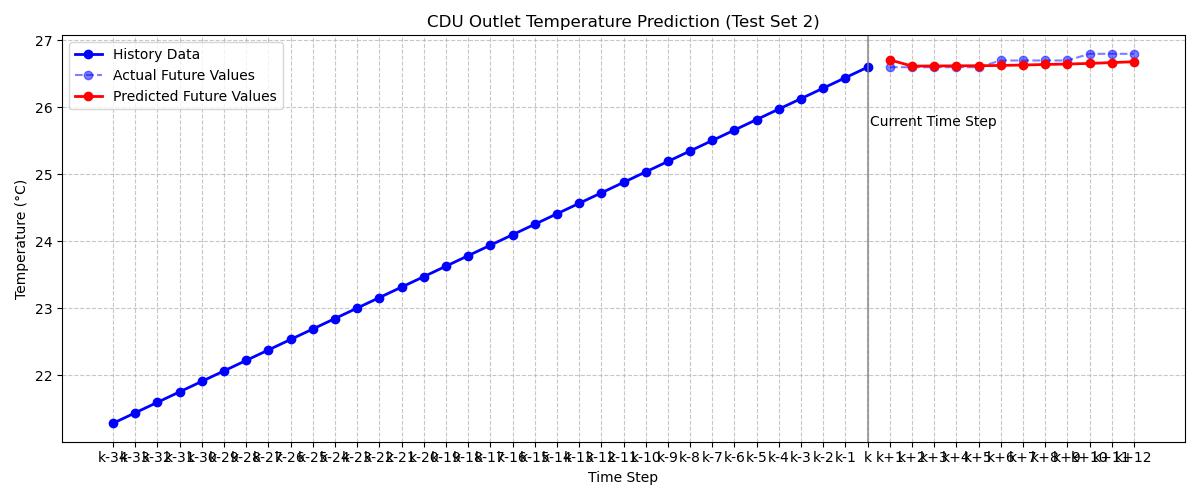 CDU Outlet Temperature Prediction (Test Set 2)
History Data
Actual Future Values
Predicted Future Values
Current Time Step
Temperature (°C)
27
26
25
24
23
22
k-34 k-33 k-32 k-31 k-30 k-29 k-28 k-27 k-26 k-25 k-24 k-23 k-22 k-21 k-20 k-19 k-18 k-17 k-16 k-15 k-14 k-13 k-12 k-11 k-10 k-9 k-8 k-7 k-6 k-5 k-4 k-3 k-2 k-1 k k+1 k+2 k+3 k+4 k+5 k+6 k+7 k+8 k+9 k+10 k+11 k+12
Time Step